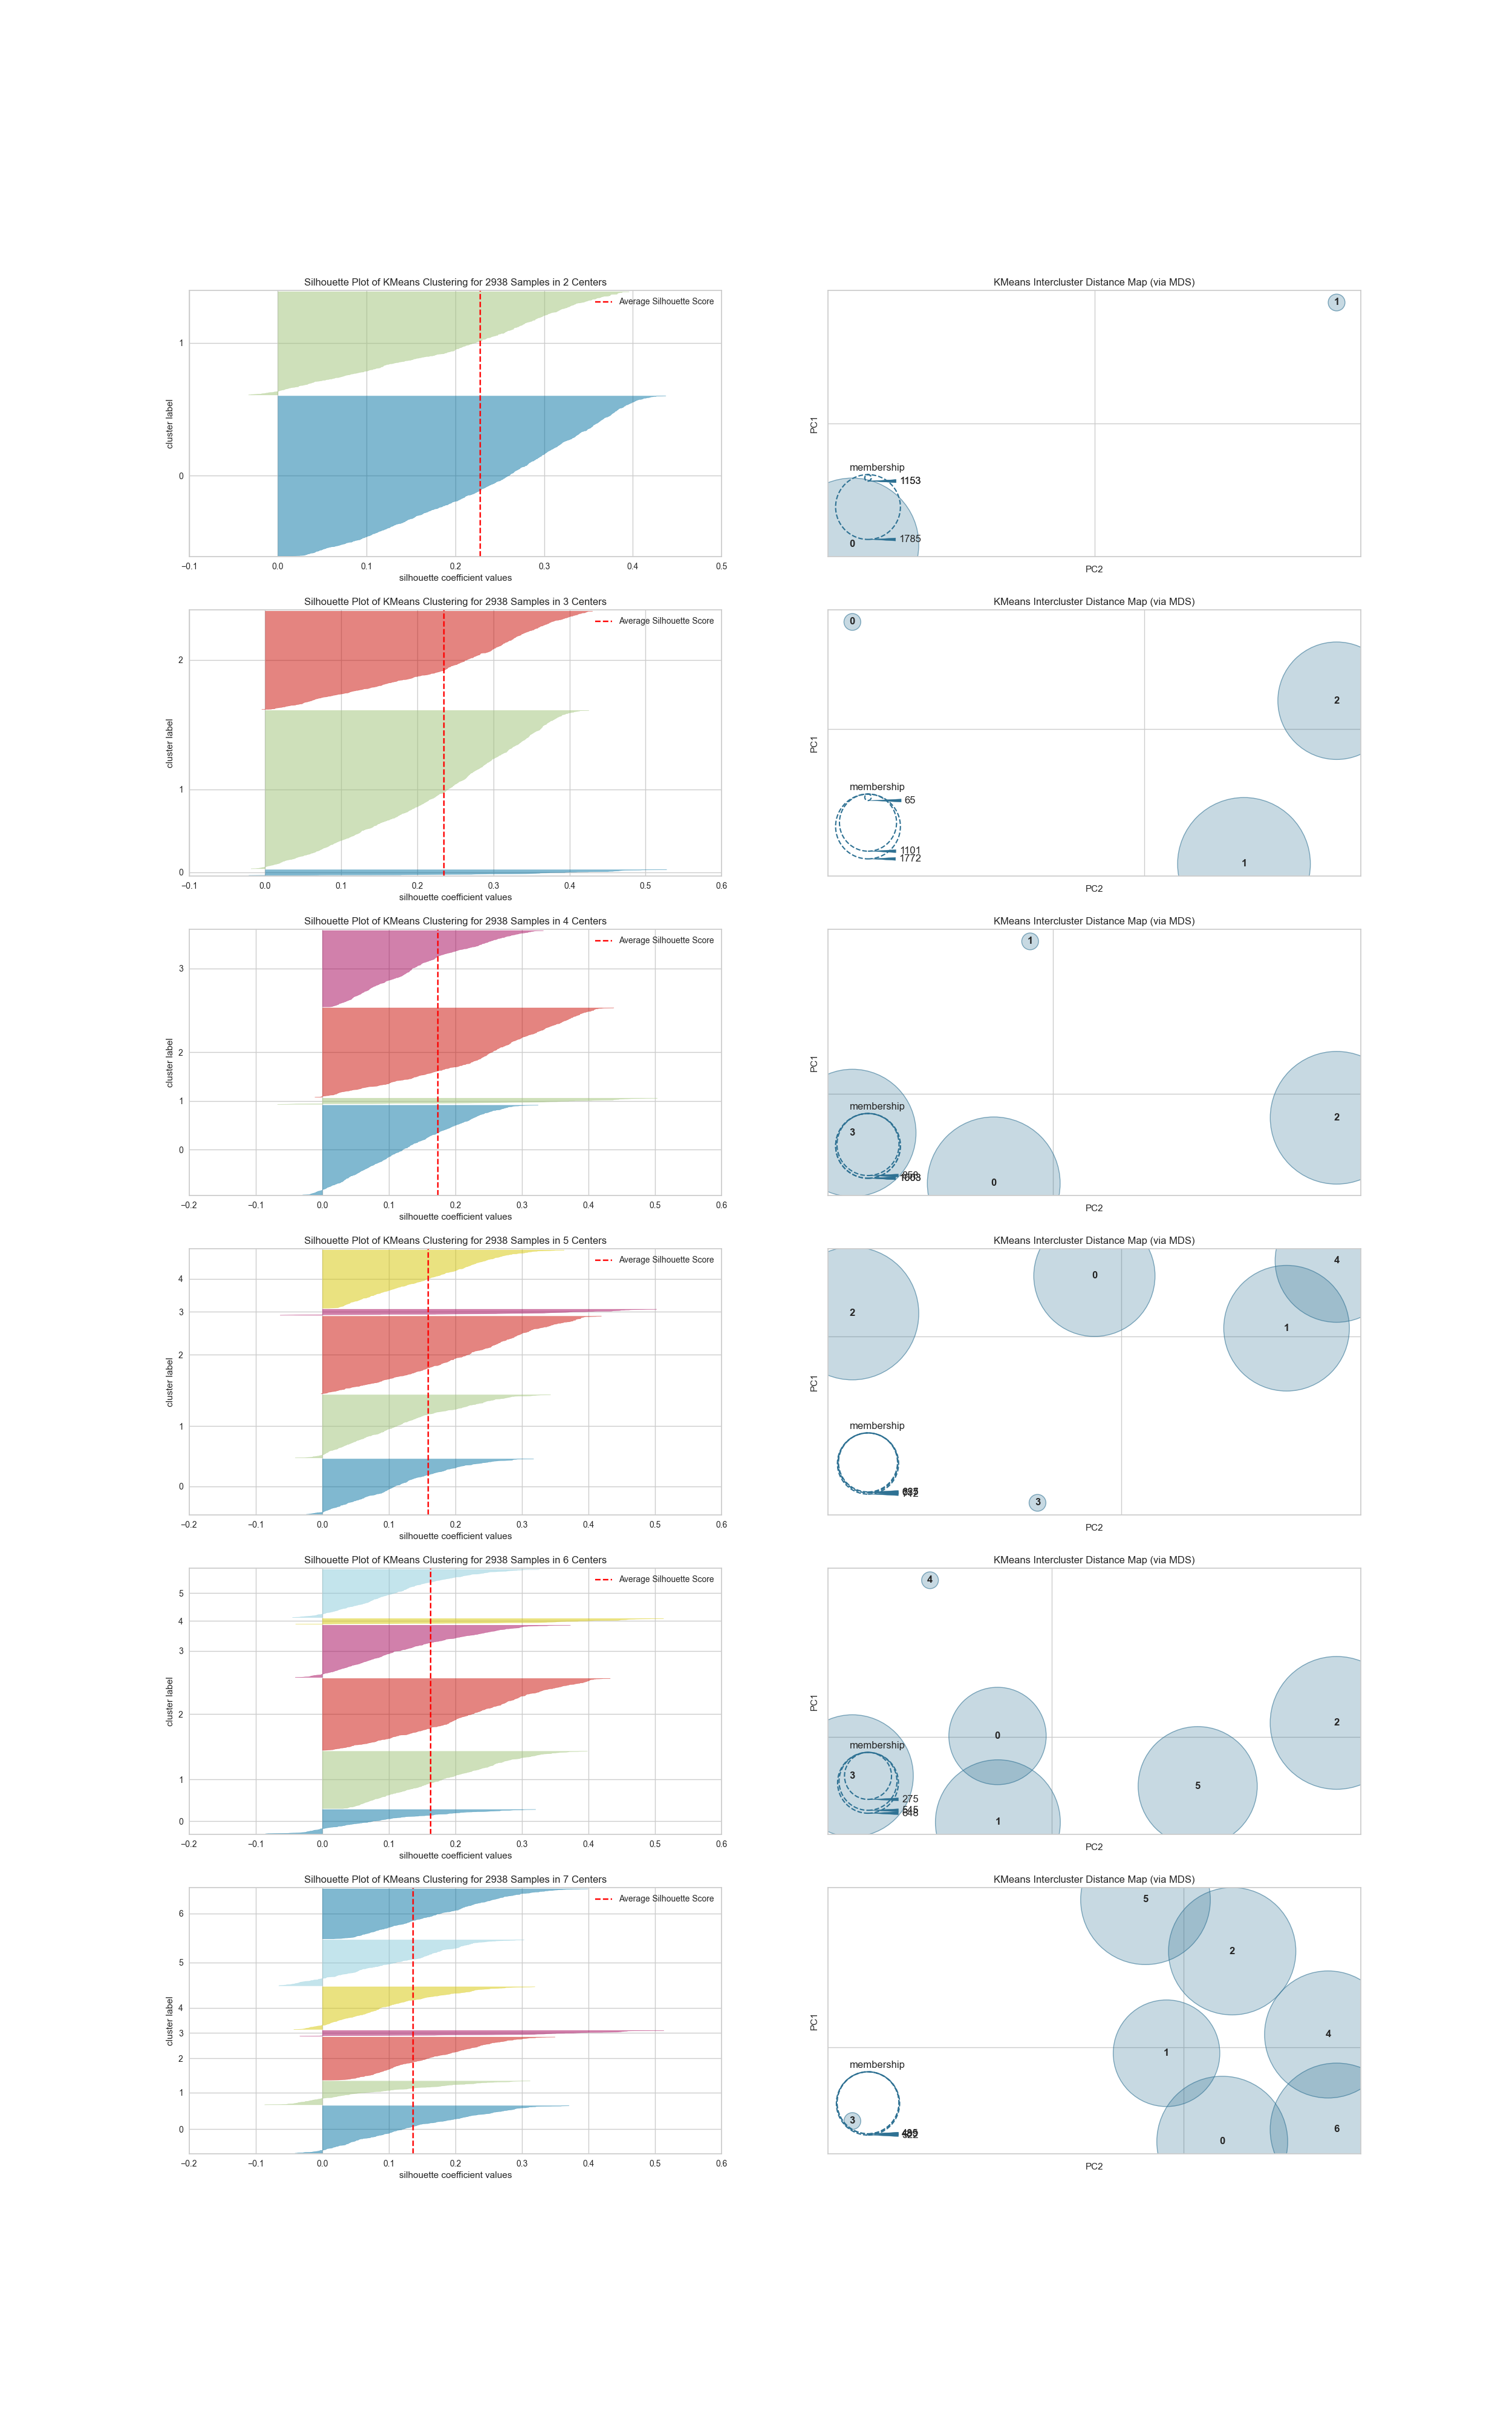 Silhouette Plot of KMeans Clustering for 2938 Samples in 2 Centers
Average Silhouette Score
1
0
cluster label
−0.1 0.0 0.1 0.2 0.3 0.4 0.5
silhouette coefficient values
KMeans Intercluster Distance Map (via MDS)
1
PC1
membership
1153
1785
0
PC2
Silhouette Plot of KMeans Clustering for 2938 Samples in 3 Centers
Average Silhouette Score
2
1
0
cluster label
−0.1 0.0 0.1 0.2 0.3 0.4 0.5 0.6
silhouette coefficient values
KMeans Intercluster Distance Map (via MDS)
0
2
PC1
membership
65
1101
1772
1
PC2
Silhouette Plot of KMeans Clustering for 2938 Samples in 4 Centers
Average Silhouette Score
3
2
1
0
cluster label
−0.2 −0.1 0.0 0.1 0.2 0.3 0.4 0.5 0.6
silhouette coefficient values
KMeans Intercluster Distance Map (via MDS)
1
PC1
membership
3
2
0
PC2
Silhouette Plot of KMeans Clustering for 2938 Samples in 5 Centers
Average Silhouette Score
4
3
2
1
0
cluster label
−0.2 −0.1 0.0 0.1 0.2 0.3 0.4 0.5 0.6
silhouette coefficient values
KMeans Intercluster Distance Map (via MDS)
4
0
2
1
PC1
membership
3
PC2
Silhouette Plot of KMeans Clustering for 2938 Samples in 6 Centers
Average Silhouette Score
5
4
3
2
1
0
cluster label
−0.2 −0.1 0.0 0.1 0.2 0.3 0.4 0.5 0.6
silhouette coefficient values
KMeans Intercluster Distance Map (via MDS)
4
PC1
2
0
membership
3
5
275
1
PC2
Silhouette Plot of KMeans Clustering for 2938 Samples in 7 Centers
Average Silhouette Score
6
5
4
3
2
1
0
cluster label
−0.2 −0.1 0.0 0.1 0.2 0.3 0.4 0.5 0.6
silhouette coefficient values
KMeans Intercluster Distance Map (via MDS)
5
2
PC1
4
1
membership
3
6
0
PC2